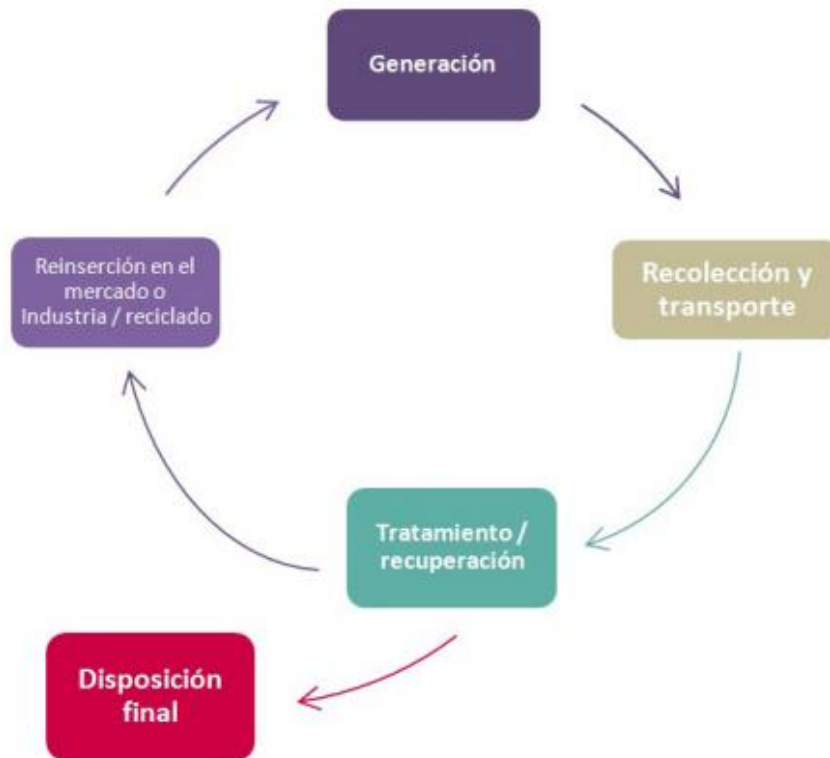 Generación
Reinserción en el
mercado o
Industria / reciclado
Recolección y
transporte
Tratamiento /
recuperación
Disposición
final